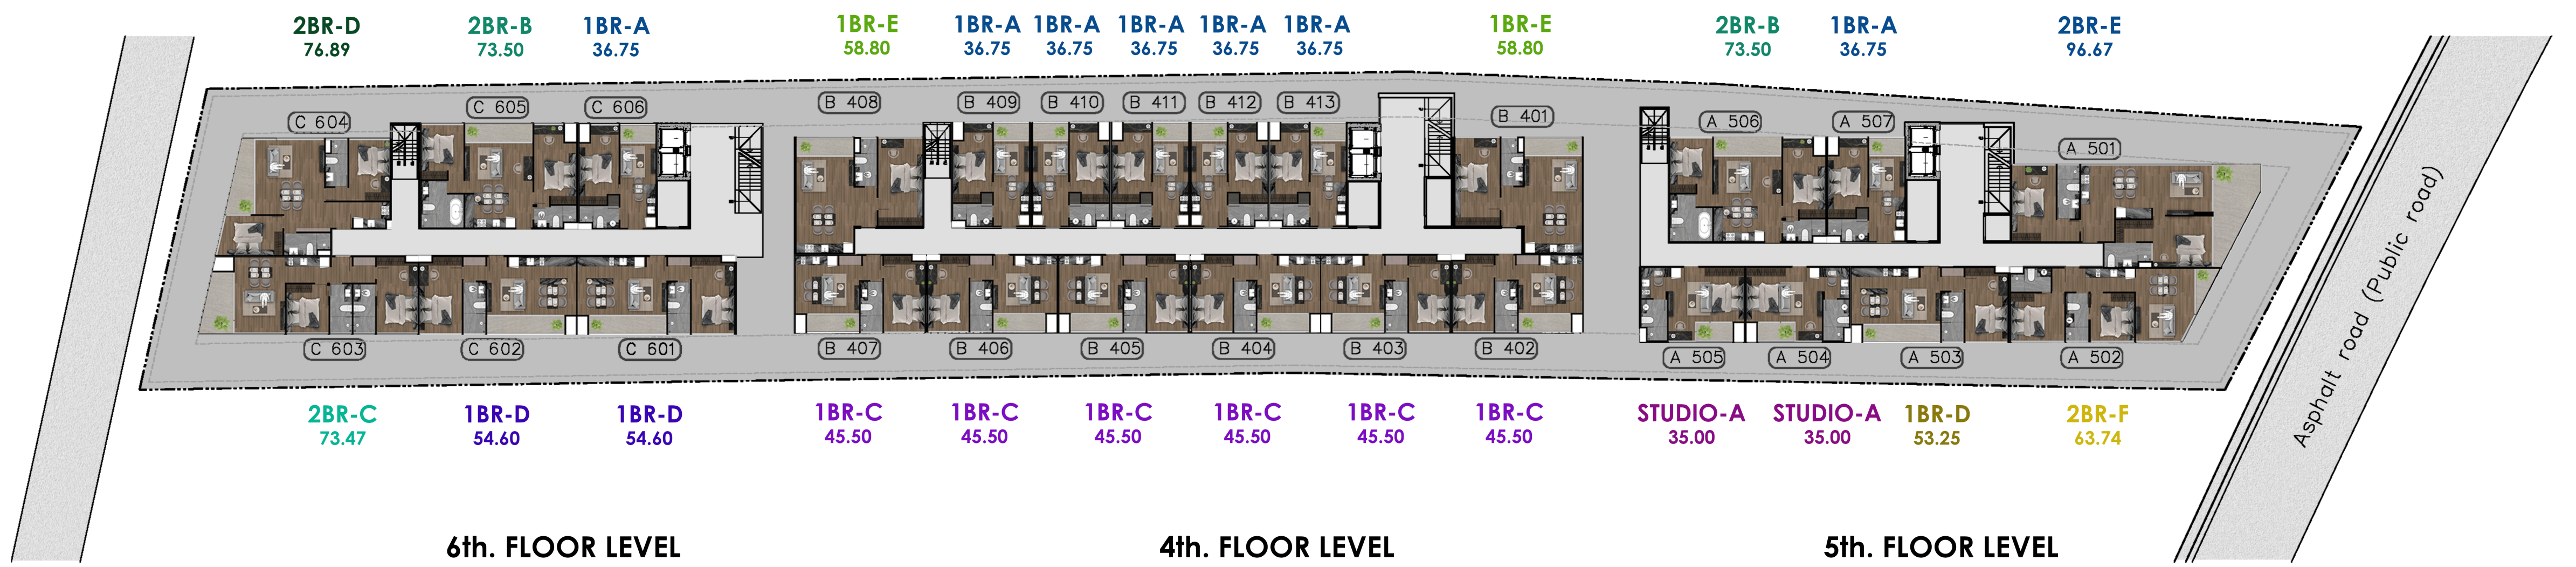 2BR-D 2BR-B 1BR-A 1BR-E 1BR-A 1BR-A 1BR-A 1BR-A 1BR-A 1BR-E 2BR-B 1BR-A 2BR-E
76.89 73.50 36.75 58.80 36.75 36.75 36.75 36.75 36.75 58.80 73.50 36.75 96.67
C 604 C 605 C 606 B 408 B 409 B 410 B 411 B 412 B 413 B 401 A 506 A 507 A 501
C 603 C 602 C 601 B 407 B 406 B 405 B 404 B 403 B 402 A 505 A 504 A 503 A 502
2BR-C 1BR-D 1BR-D 1BR-C 1BR-C 1BR-C 1BR-C 1BR-C 1BR-C STUDIO-A STUDIO-A 1BR-D 2BR-F
73.47 54.60 54.60 45.50 45.50 45.50 45.50 45.50 45.50 35.00 35.00 53.25 63.74
Asphalt road (Public road)
6th. FLOOR LEVEL 4th. FLOOR LEVEL 5th. FLOOR LEVEL